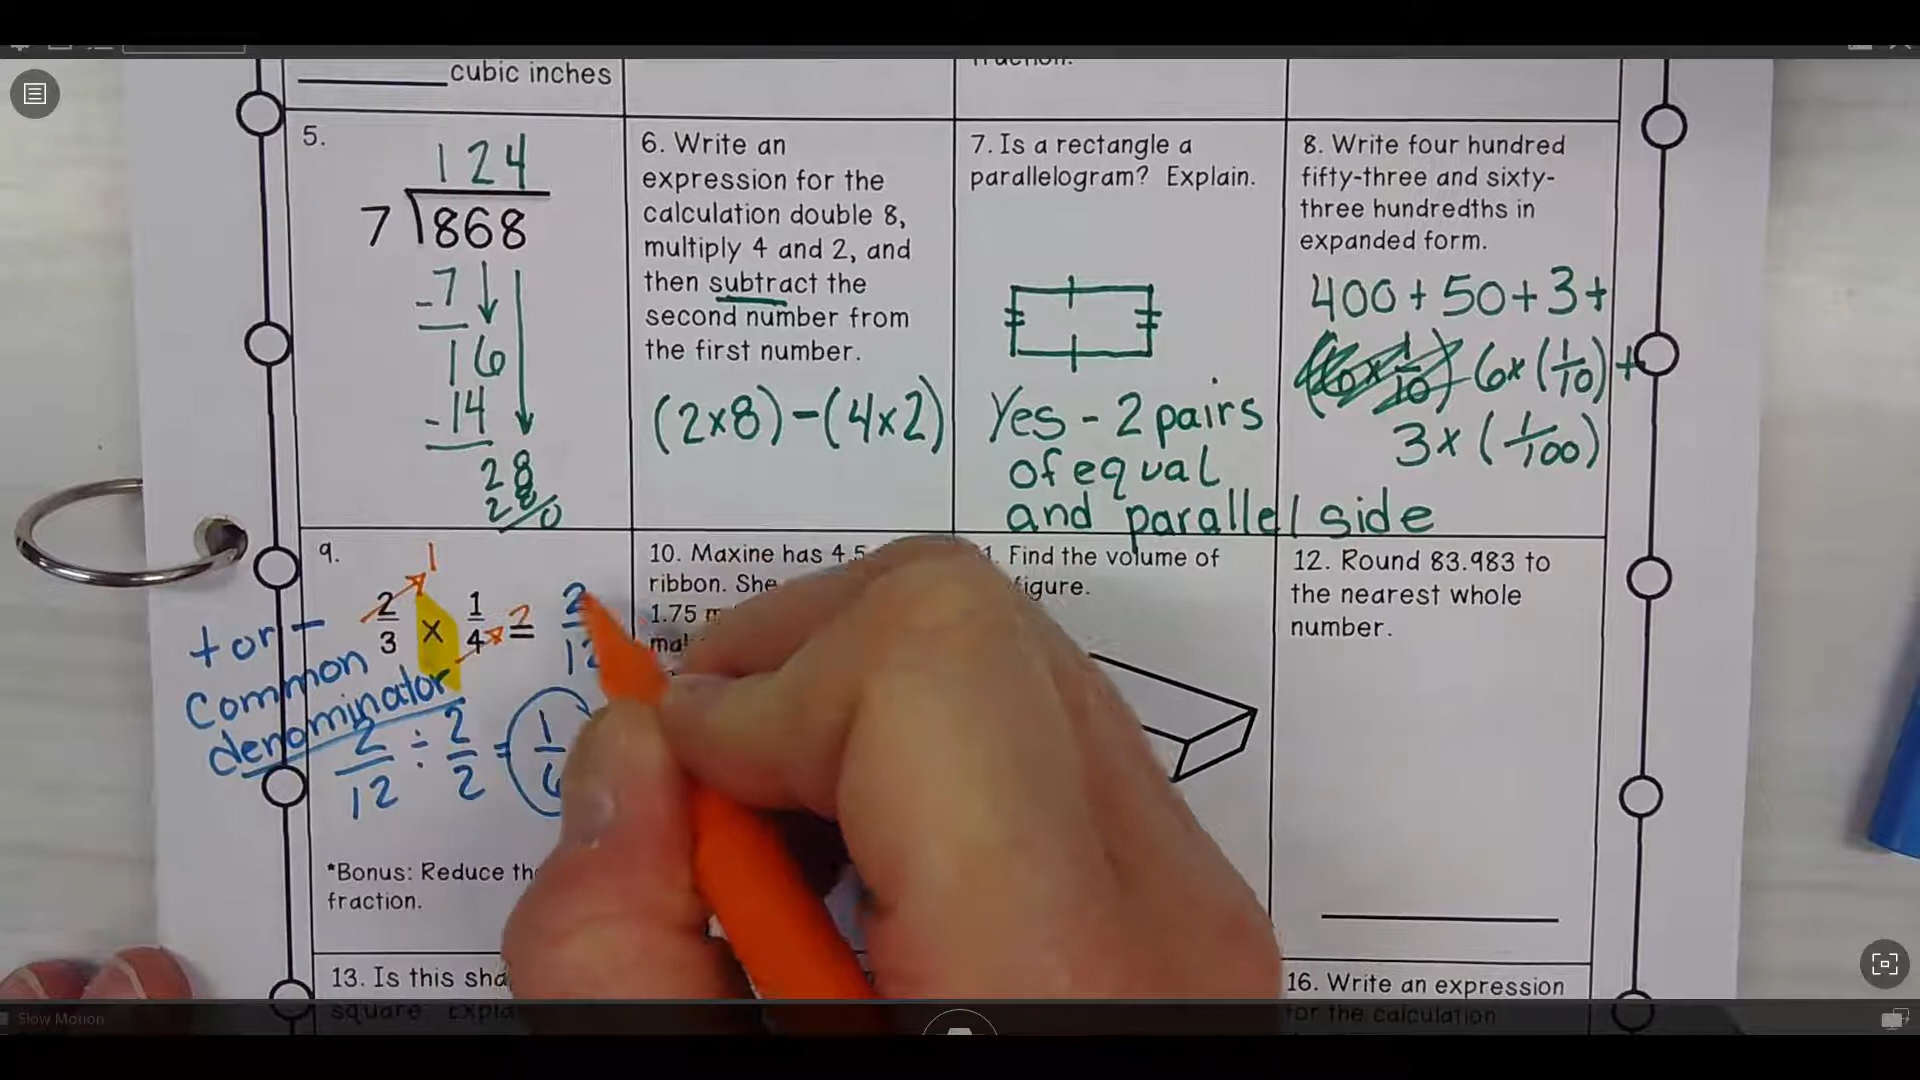 cubic inches
fraction.
5.
124
7 868
-7
16
-14
28
28
0
6. Write an
expression for the
calculation double 8,
multiply 4 and 2, and
then subtract the
second number from
the first number.
(2x8)-(4x2)
7. Is a rectangle a
parallelogram? Explain.
Yes - 2 pairs
of equal
and parallel side
8. Write four hundred
fifty-three and sixty-
three hundredths in
expanded form.
400+50+3+
6x(1/10)+
3x(1/100)
9.
1
2/3 x 1/4 = 2/12
2
+ or -
Common
denominator
2/12 ÷ 2/2 = 1/6
*Bonus: Reduce the
fraction.
10. Maxine has 4.5
ribbon. She
1.75
11. Find the volume of
figure.
12. Round 83.983 to
the nearest whole
number.
13. Is this
square
16. Write an expression
for the calculation
Slow Motion